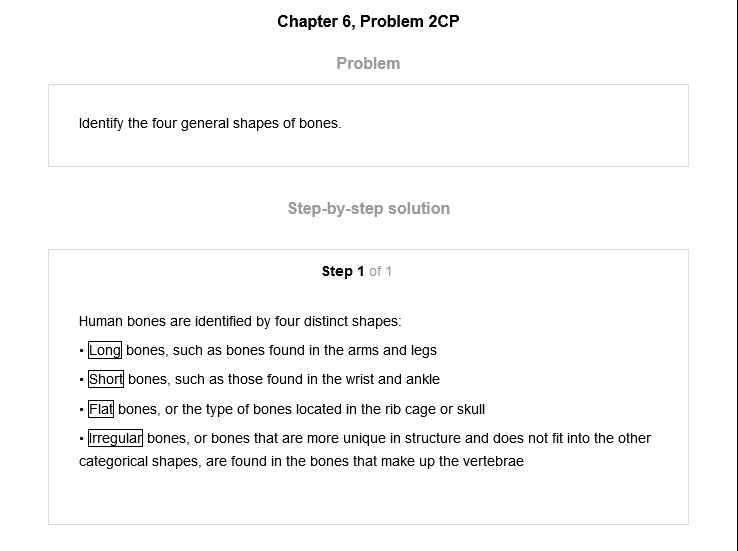 Chapter 6, Problem 2CP
Problem
Identify the four general shapes of bones.
Step-by-step solution
Step 1 of 1
Human bones are identified by four distinct shapes:
• Long bones, such as bones found in the arms and legs
• Short bones, such as those found in the wrist and ankle
• Flat bones, or the type of bones located in the rib cage or skull
• Irregular bones, or bones that are more unique in structure and does not fit into the other
categorical shapes, are found in the bones that make up the vertebrae